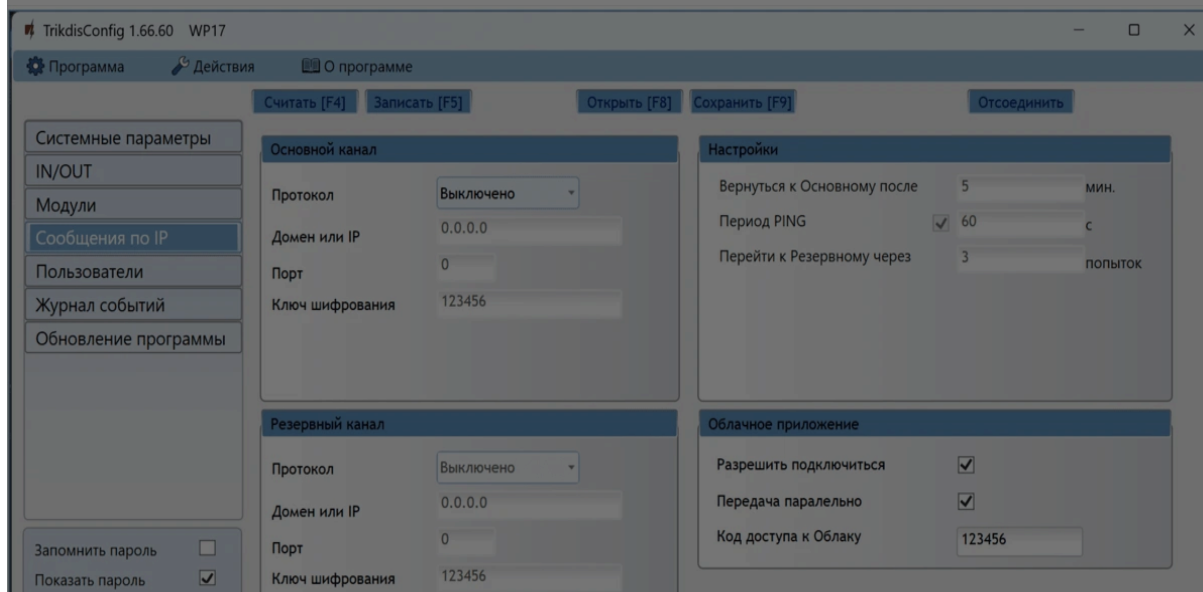 TrikdisConfig 1.66.60 WP17
Программа Действия О программе
Считать [F4] Записать [F5] Открыть [F8] Сохранить [F9] Отсоединить
Системные параметры
IN/OUT
Модули
Сообщения по IP
Пользователи
Журнал событий
Обновление программы
Запомнить пароль
Показать пароль
Основной канал
Протокол Выключено
Домен или IP 0.0.0.0
Порт 0
Ключ шифрования 123456
Резервный канал
Протокол Выключено
Домен или IP 0.0.0.0
Порт 0
Ключ шифрования 123456
Настройки
Вернуться к Основному после 5 мин.
Период PING 60 с
Перейти к Резервному через 3 попыток
Облачное приложение
Разрешить подключиться
Передача паралельно
Код доступа к Облаку 123456